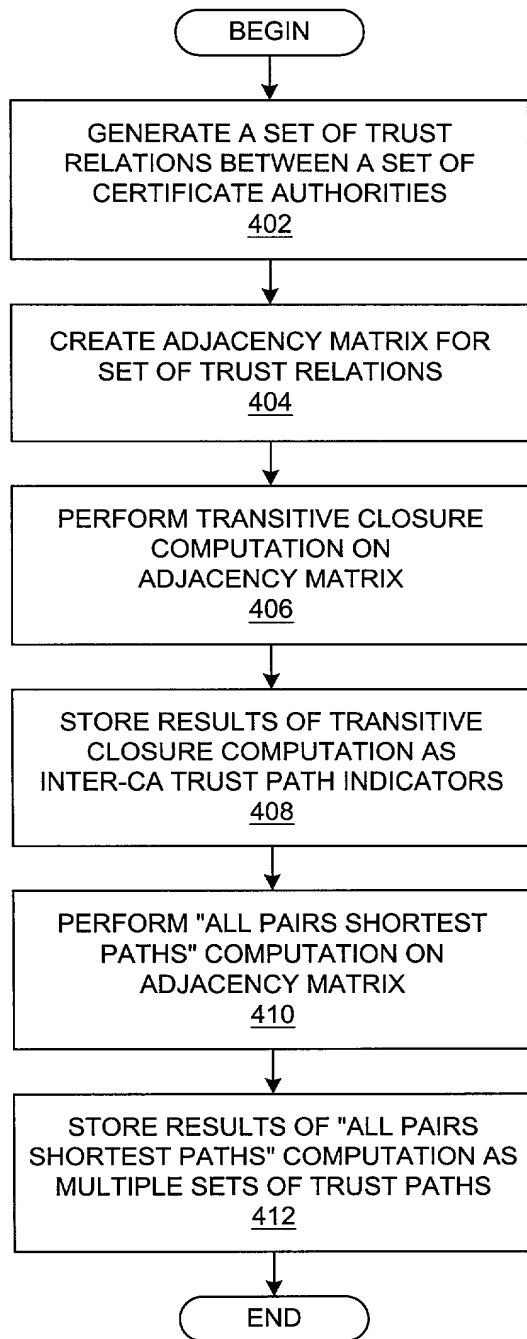 BEGIN
GENERATE A SET OF TRUST
RELATIONS BETWEEN A SET OF
CERTIFICATE AUTHORITIES
402
CREATE ADJACENCY MATRIX FOR
SET OF TRUST RELATIONS
404
PERFORM TRANSITIVE CLOSURE
COMPUTATION ON
ADJACENCY MATRIX
406
STORE RESULTS OF TRANSITIVE
CLOSURE COMPUTATION AS
INTER-CA TRUST PATH INDICATORS
408
PERFORM "ALL PAIRS SHORTEST
PATHS" COMPUTATION ON
ADJACENCY MATRIX
410
STORE RESULTS OF "ALL PAIRS
SHORTEST PATHS" COMPUTATION AS
MULTIPLE SETS OF TRUST PATHS
412
END